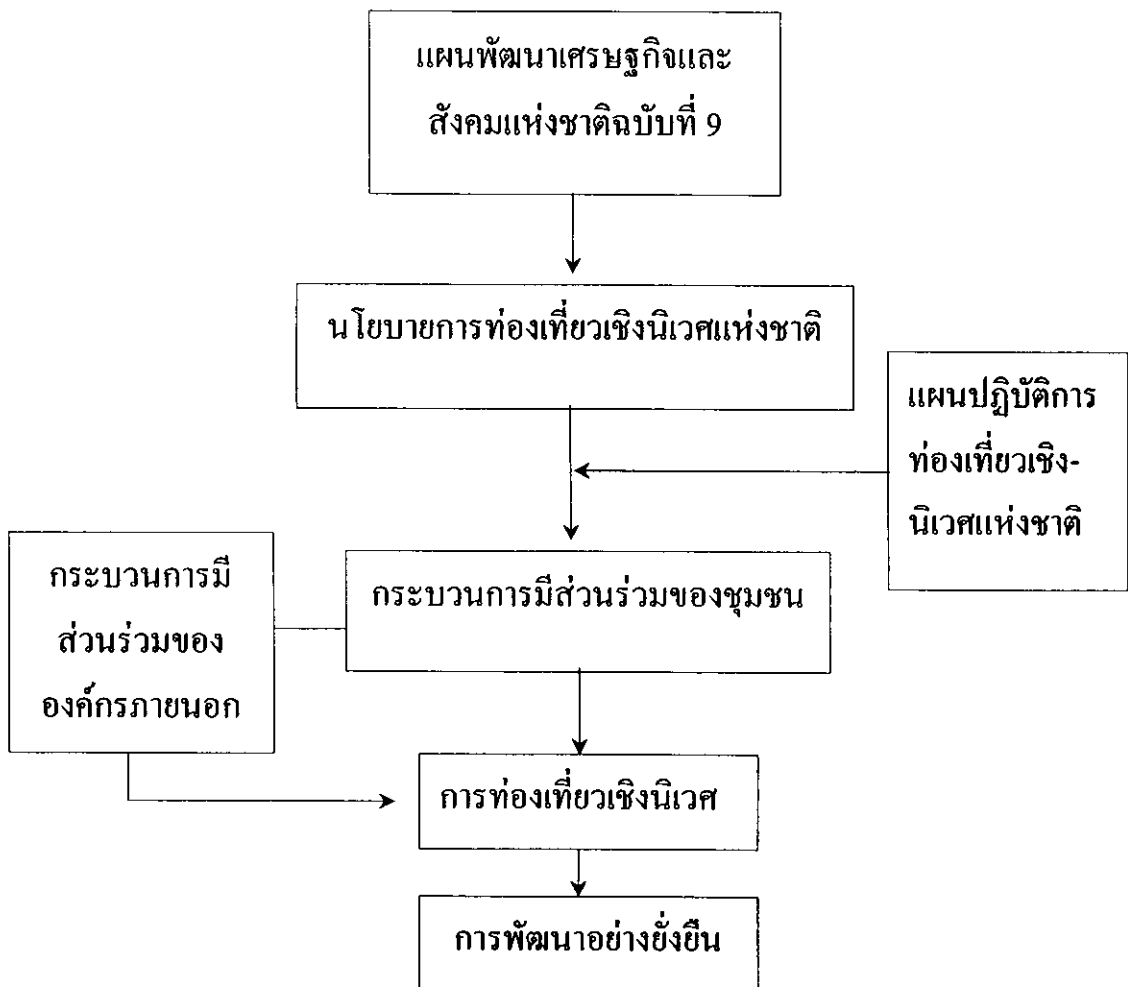 แผนพัฒนาเศรษฐกิจและ
สังคมแห่งชาติฉบับที่ 9
นโยบายการท่องเที่ยวเชิงนิเวศแห่งชาติ
แผนปฏิบัติการ
ท่องเที่ยวเชิง-
นิเวศแห่งชาติ
กระบวนการมี
ส่วนร่วมของ
องค์กรภายนอก
กระบวนการมีส่วนร่วมของชุมชน
การท่องเที่ยวเชิงนิเวศ
การพัฒนาอย่างยั่งยืน